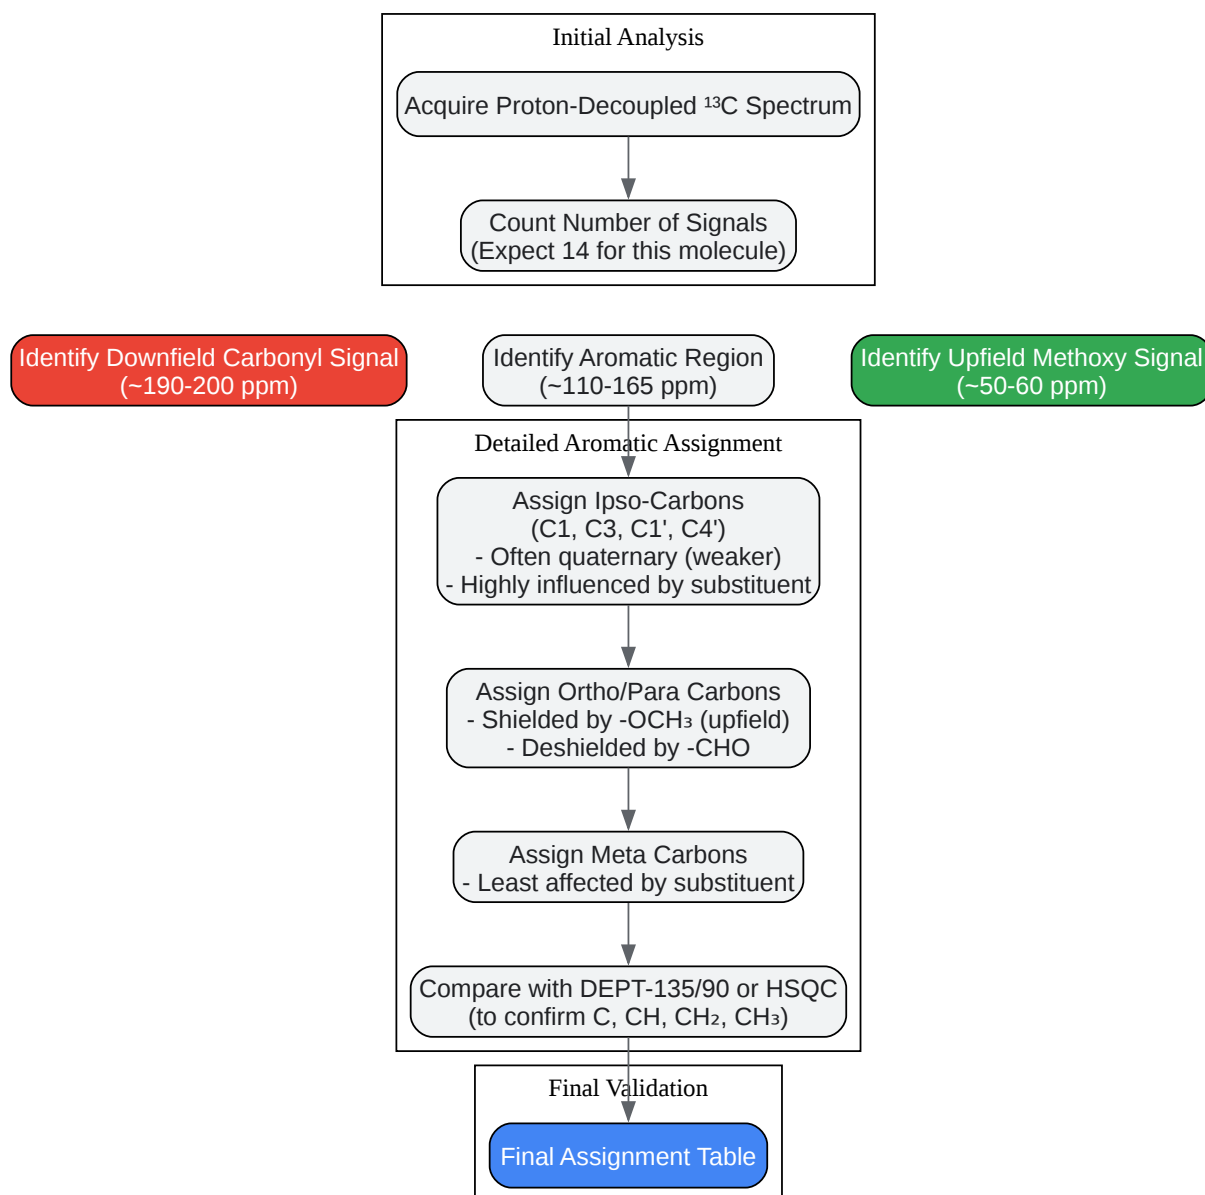 Initial Analysis
Acquire Proton-Decoupled ¹³C Spectrum
Count Number of Signals
(Expect 14 for this molecule)
Identify Downfield Carbonyl Signal
(~190-200 ppm)
Identify Aromatic Region
(~110-165 ppm)
Identify Upfield Methoxy Signal
(~50-60 ppm)
Detailed Aromatic Assignment
Assign Ipso-Carbons
(C1, C3, C1', C4')
- Often quaternary (weaker)
- Highly influenced by substituent
Assign Ortho/Para Carbons
- Shielded by -OCH₃ (upfield)
- Deshielded by -CHO
Assign Meta Carbons
- Least affected by substituent
Compare with DEPT-135/90 or HSQC
(to confirm C, CH, CH₂, CH₃)
Final Validation
Final Assignment Table